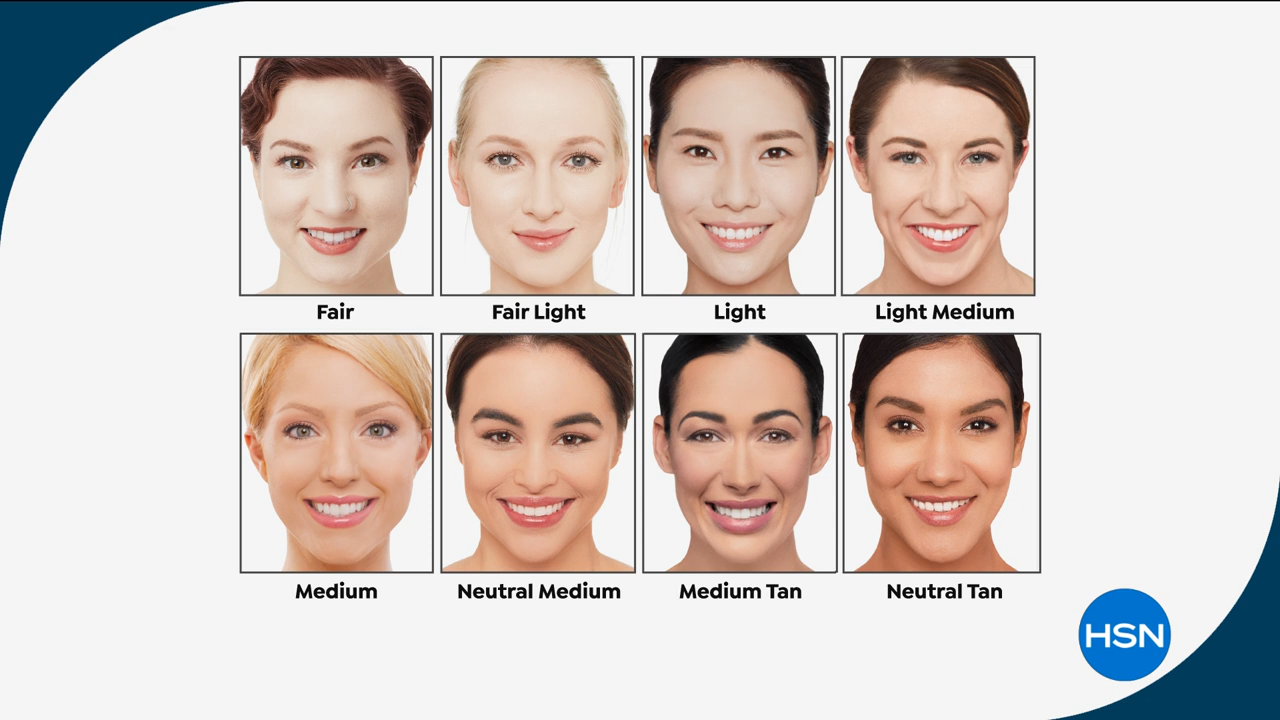 Fair
Fair Light
Light
Light Medium
Medium
Neutral Medium
Medium Tan
Neutral Tan
HSN